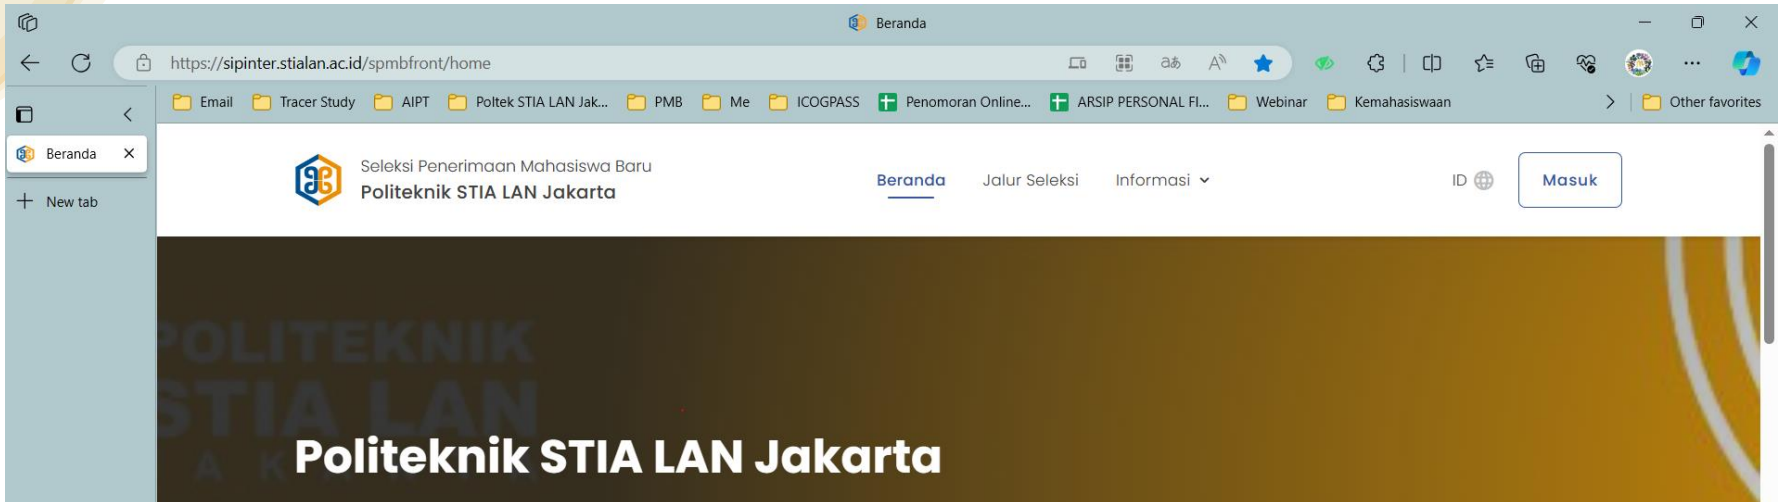 Beranda
https://sipinter.stialan.ac.id/spmbfront/home
Email Tracer Study AIPT Poltek STIA LAN Jak... PMB Me ICOGPASS Penomoran Online... ARSIP PERSONAL FI... Webinar Kemahasiswaan Other favorites
Beranda
New tab
Seleksi Penerimaan Mahasiswa Baru
Politeknik STIA LAN Jakarta
Beranda Jalur Seleksi Informasi ID Masuk
POLITEKNIK
STIA LAN
Politeknik STIA LAN Jakarta